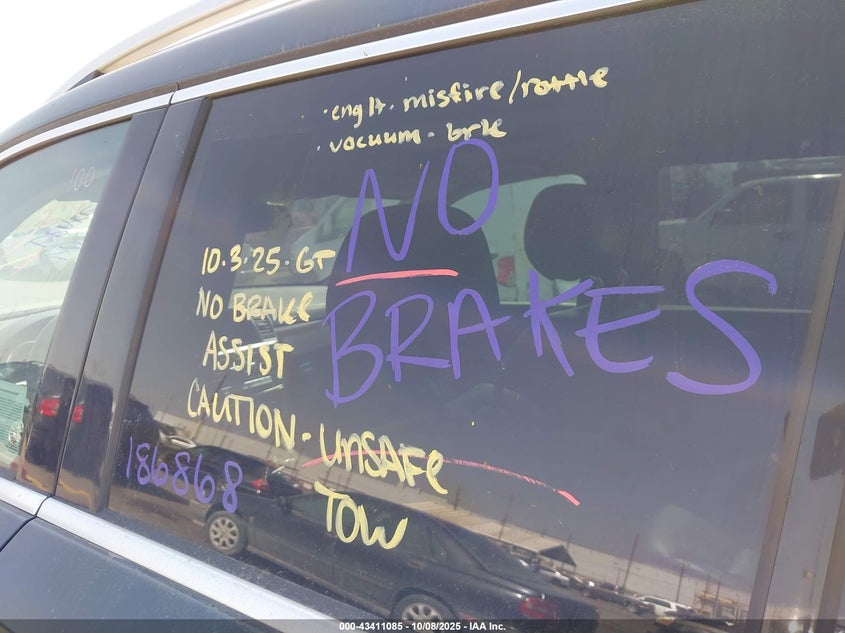 · eng lt. misfire/rattle
· vacuum - brk
NO
BRAKES
10·3·25·GT
NO BRAKE
ASSIST
CAUTION · UNSAFE
TOW
186868
100
000-43411085 - 10/08/2025 - IAA Inc.